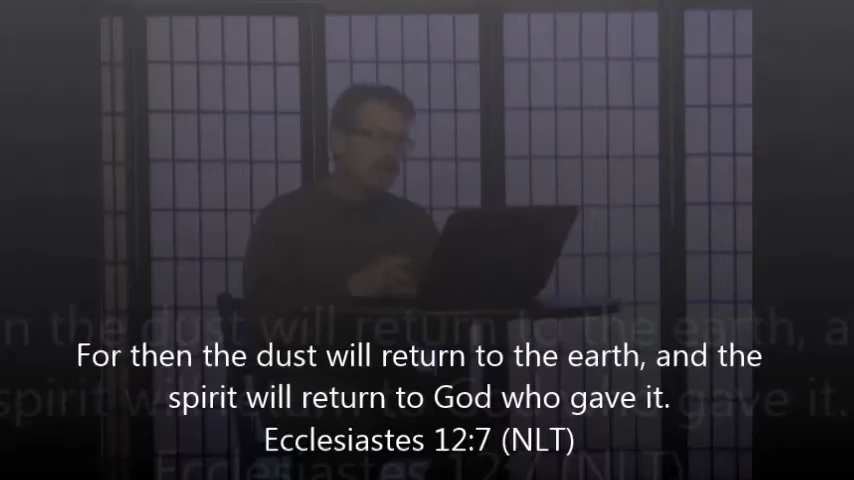 For then the dust will return to the earth, and the
spirit will return to God who gave it.
Ecclesiastes 12:7 (NLT)